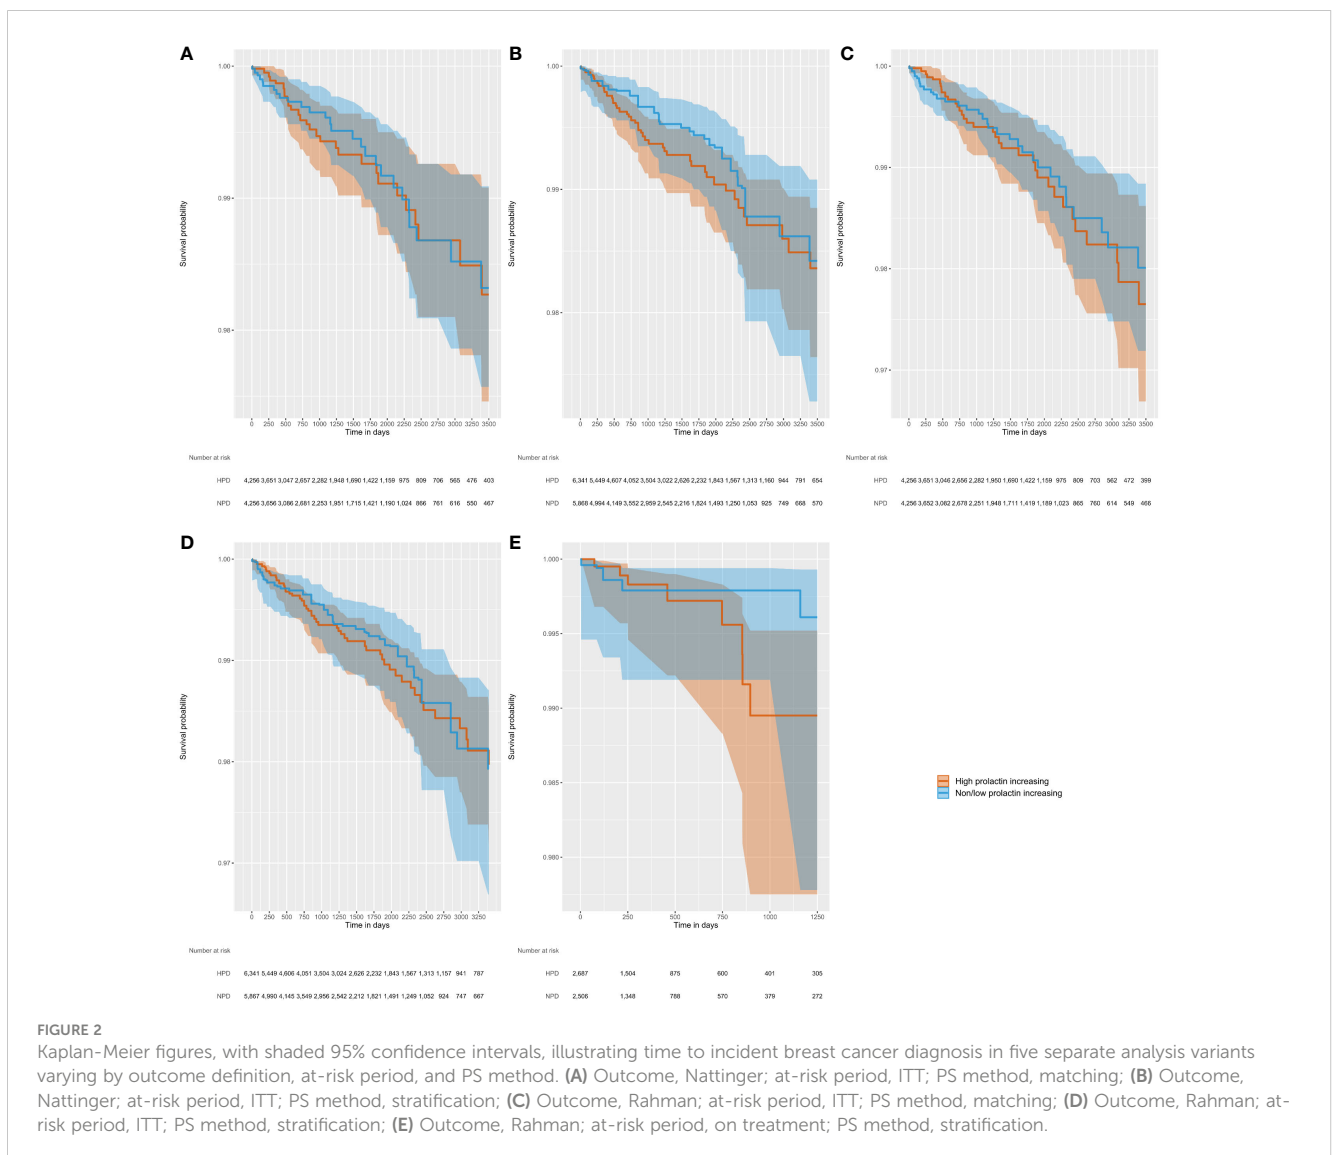 A
1.00
0.99
0.98
Survival probability
0 250 500 750 1000 1250 1500 1750 2000 2250 2500 2750 3000 3250 3500
Time in days
Number at risk
HPD 4,256 3,651 3,047 2,657 2,282 1,948 1,690 1,422 1,159 975 809 706 565 476 403
NPD 4,256 3,656 3,086 2,681 2,253 1,951 1,715 1,421 1,190 1,024 866 761 616 550 467
B
1.00
0.99
0.98
Survival probability
0 250 500 750 1000 1250 1500 1750 2000 2250 2500 2750 3000 3250 3500
Time in days
Number at risk
HPD 6,341 5,449 4,607 4,052 3,504 3,022 2,626 2,232 1,843 1,567 1,313 1,160 944 791 654
NPD 5,868 4,994 4,149 3,552 2,959 2,545 2,216 1,824 1,493 1,250 1,053 925 749 668 570
C
1.00
0.99
0.98
0.97
Survival probability
0 250 500 750 1000 1250 1500 1750 2000 2250 2500 2750 3000 3250 3500
Time in days
Number at risk
HPD 4,256 3,651 3,046 2,656 2,282 1,950 1,690 1,422 1,159 975 809 703 562 472 399
NPD 4,256 3,652 3,082 2,678 2,251 1,948 1,711 1,419 1,189 1,023 865 760 614 549 466
D
1.00
0.99
0.98
0.97
Survival probability
0 250 500 750 1000 1250 1500 1750 2000 2250 2500 2750 3000 3250
Time in days
Number at risk
HPD 6,341 5,449 4,606 4,051 3,504 3,024 2,626 2,232 1,843 1,567 1,313 1,157 941 787
NPD 5,867 4,990 4,145 3,549 2,956 2,542 2,212 1,821 1,491 1,249 1,052 924 747 667
E
1.000
0.995
0.990
0.985
0.980
Survival probability
0 250 500 750 1000 1250
Time in days
Number at risk
HPD 2,687 1,504 875 600 401 305
NPD 2,506 1,348 788 570 379 272
High prolactin increasing
Non/low prolactin increasing
FIGURE 2
Kaplan-Meier figures, with shaded 95% confidence intervals, illustrating time to incident breast cancer diagnosis in five separate analysis variants
varying by outcome definition, at-risk period, and PS method. (A) Outcome, Nattinger; at-risk period, ITT; PS method, matching; (B) Outcome,
Nattinger; at-risk period, ITT; PS method, stratification; (C) Outcome, Rahman; at-risk period, ITT; PS method, matching; (D) Outcome, Rahman; at-
risk period, ITT; PS method, stratification; (E) Outcome, Rahman; at-risk period, on treatment; PS method, stratification.